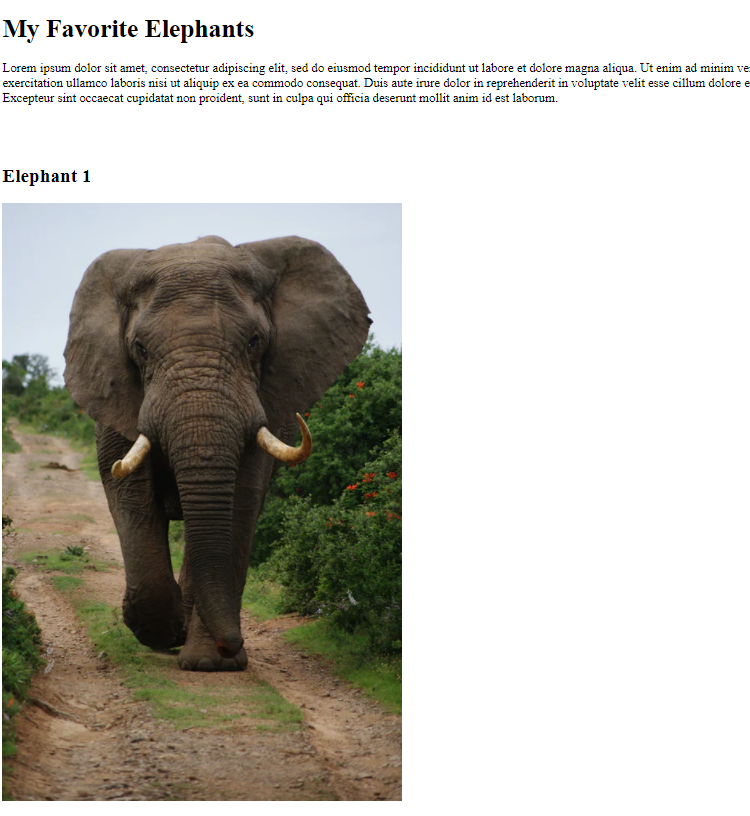 My Favorite Elephants
Lorem ipsum dolor sit amet, consectetur adipiscing elit, sed do eiusmod tempor incididunt ut labore et dolore magna aliqua. Ut enim ad minim
exercitation ullamco laboris nisi ut aliquip ex ea commodo consequat. Duis aute irure dolor in reprehenderit in voluptate velit esse cillum dolore
Excepteur sint occaecat cupidatat non proident, sunt in culpa qui officia deserunt mollit anim id est laborum.
Elephant 1